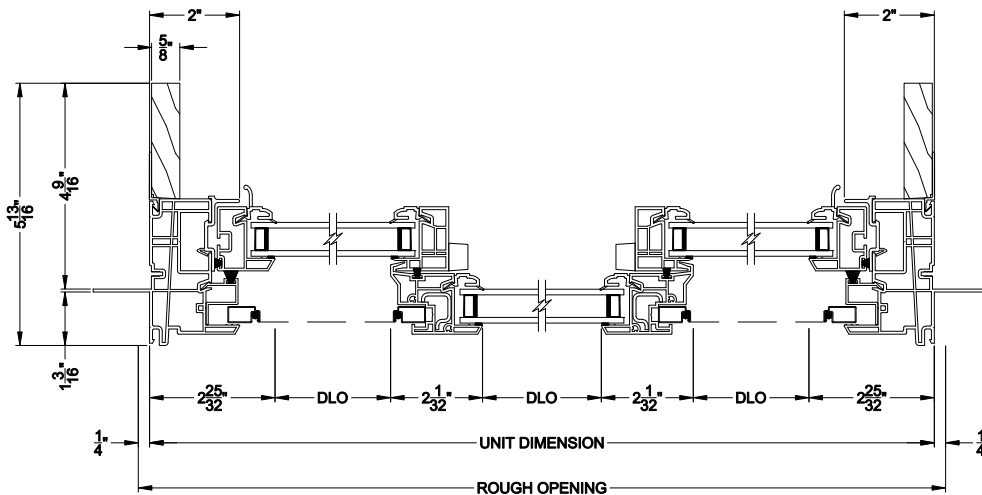 2" 2"
5/8"
4 9/16"
5 13/16"
1 3/16"
2 25/32" DLO 2 1/32" DLO 2 1/32" DLO 2 25/32"
1/4" UNIT DIMENSION 1/4"
ROUGH OPENING